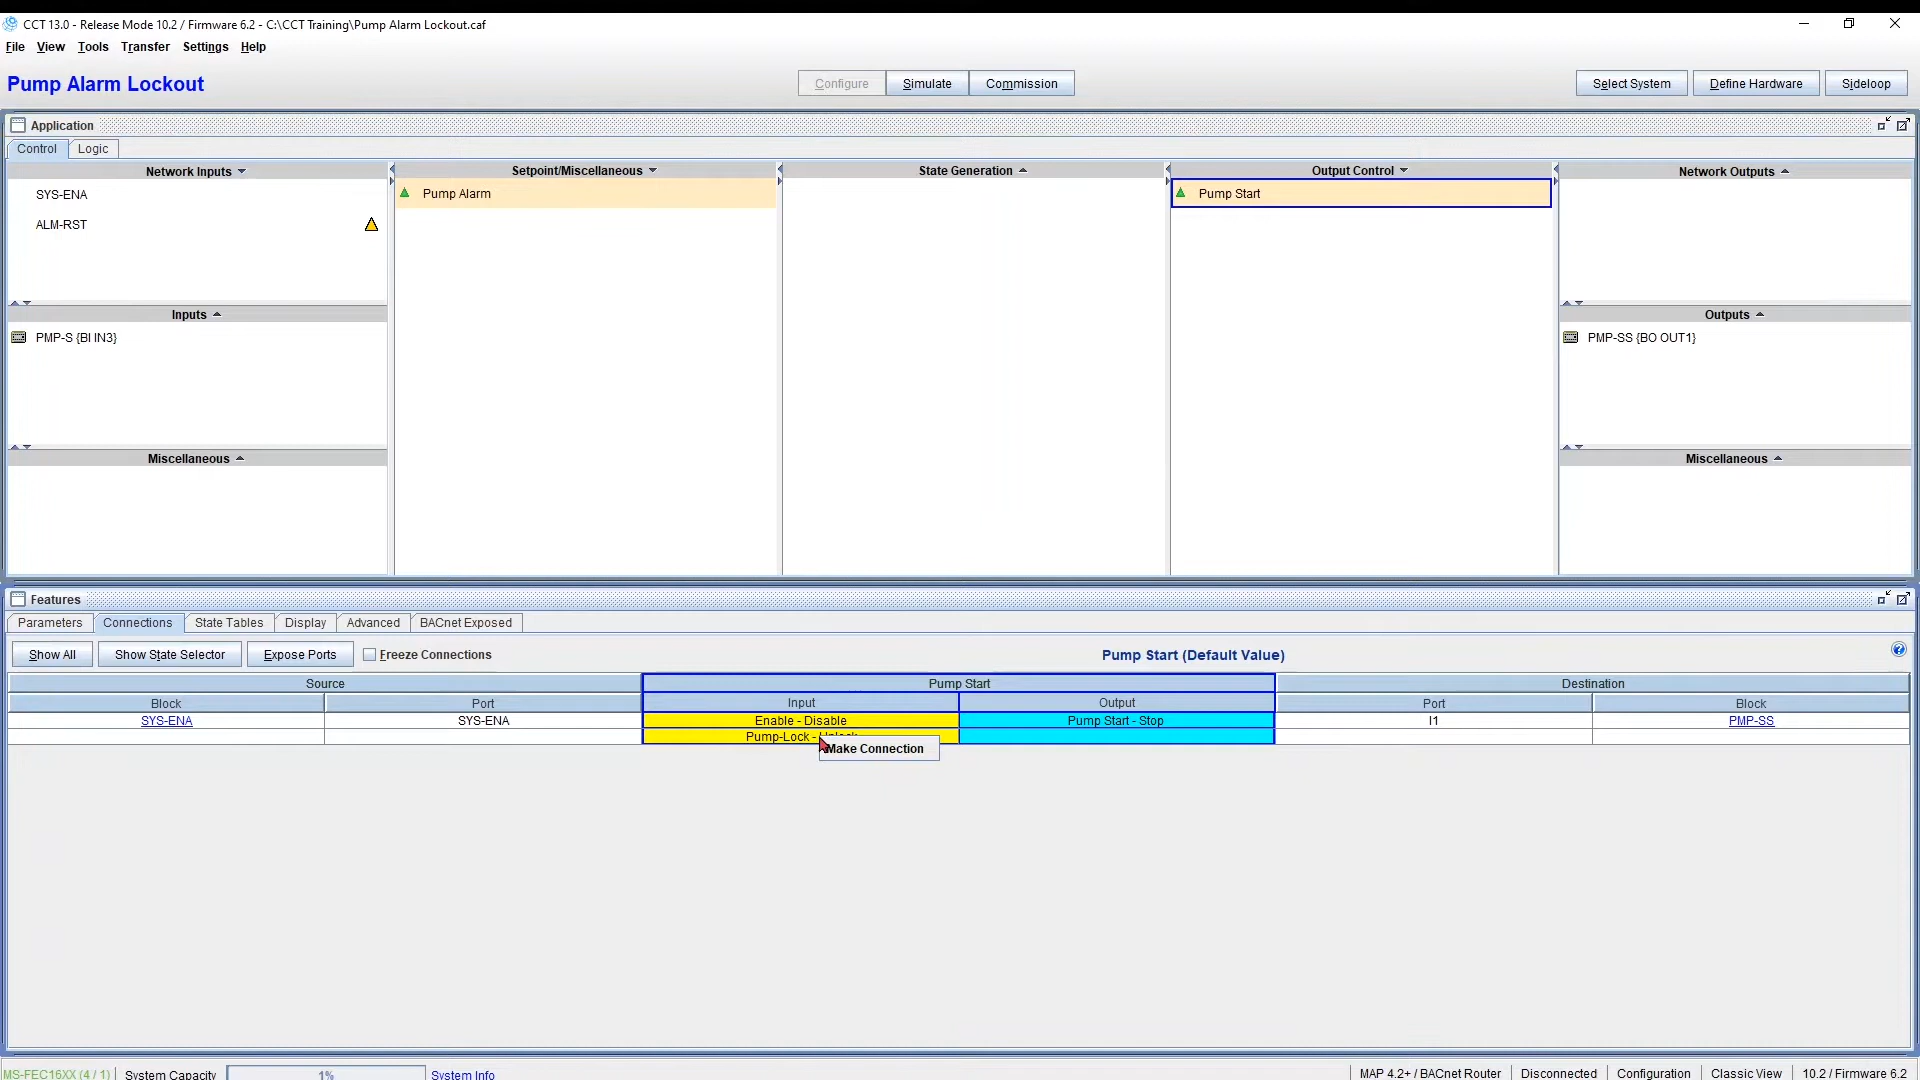 CCT 13.0 - Release Mode 10.2 / Firmware 6.2 - C:\CCT Training\Pump Alarm Lockout.caf
File View Tools Transfer Settings Help
Pump Alarm Lockout
Configure Simulate Commission
Select System Define Hardware Sideloop
Application
Control Logic
Network Inputs Setpoint/Miscellaneous State Generation Output Control Network Outputs
SYS-ENA Pump Alarm Pump Start
ALM-RST
Inputs Outputs
PMP-S {BI IN3} PMP-SS {BO OUT1}
Miscellaneous Miscellaneous
Features
Parameters Connections State Tables Display Advanced BACnet Exposed
Show All Show State Selector Expose Ports Freeze Connections Pump Start (Default Value)
Source Pump Start Destination
Block Port Input Output Port Block
SYS-ENA SYS-ENA Enable - Disable Pump Start - Stop I1 PMP-SS
Pump-Lock - Unlock
Make Connection
MS-FEC16XX (4 / 1) System Capacity 1% System Info MAP 4.2+ / BACnet Router Disconnected Configuration Classic View 10.2 / Firmware 6.2